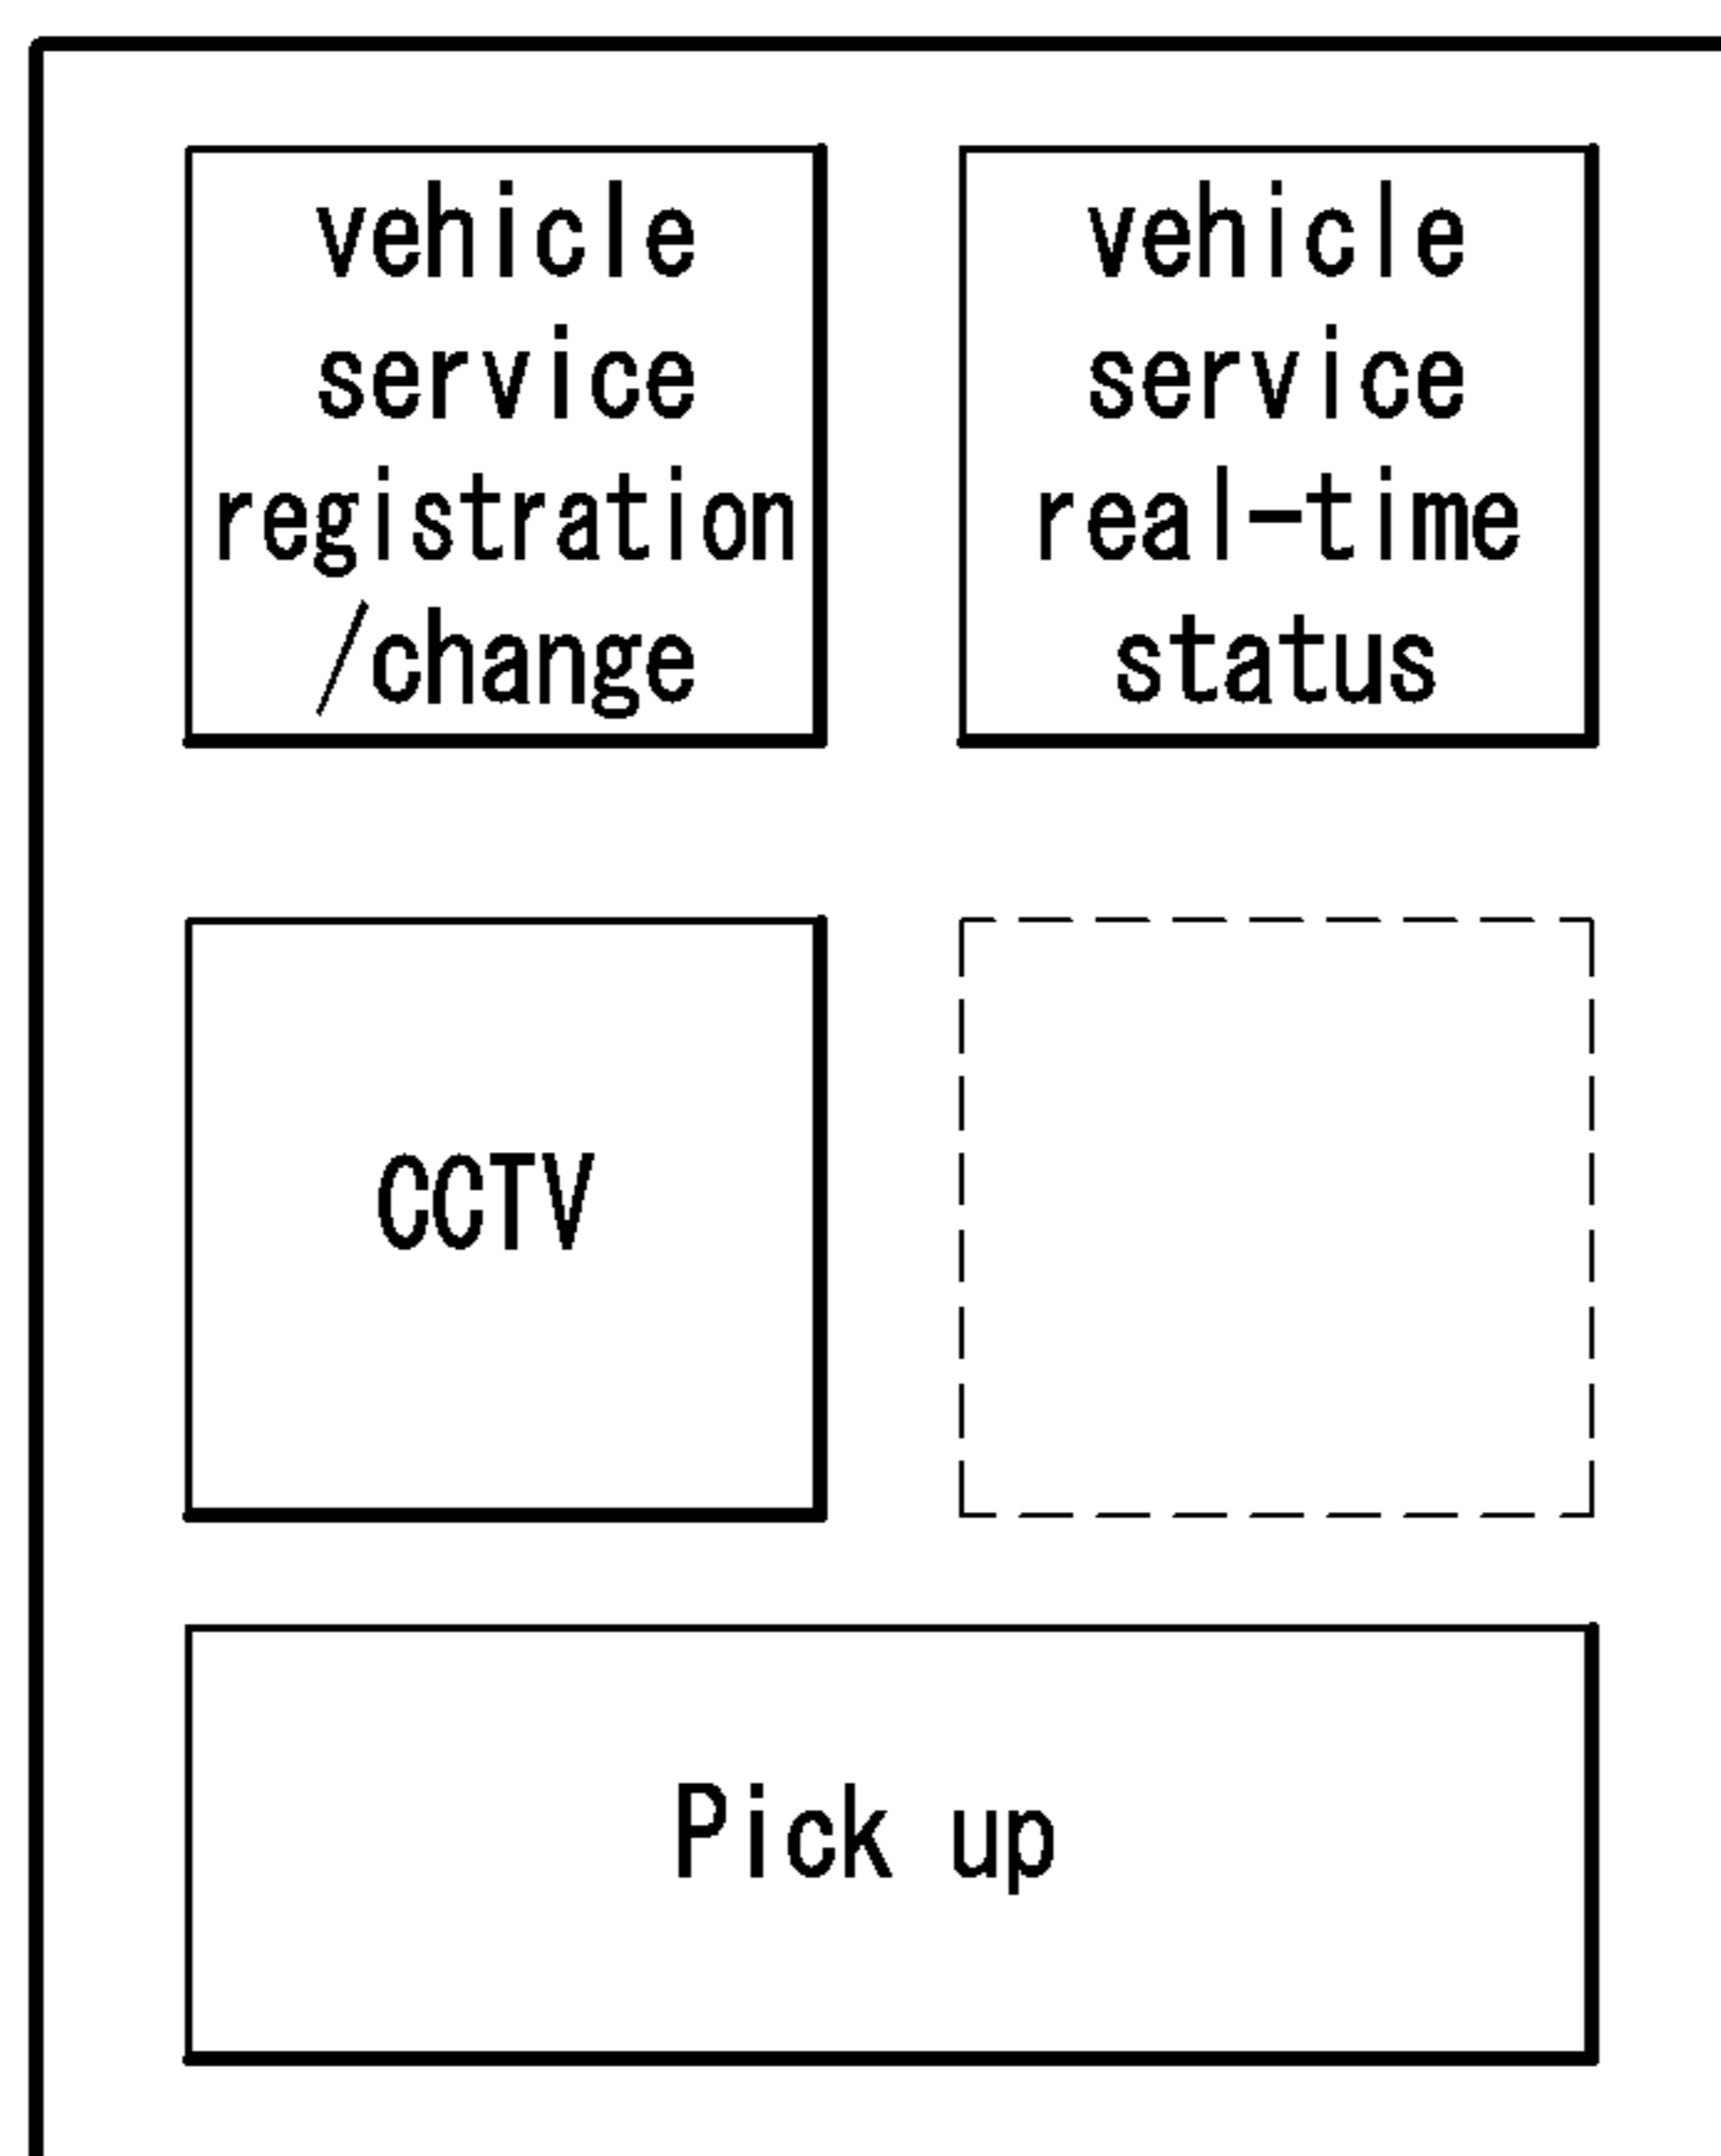 vehicle
service
registration
/change
vehicle
service
real-time
status
CCTV
Pick up